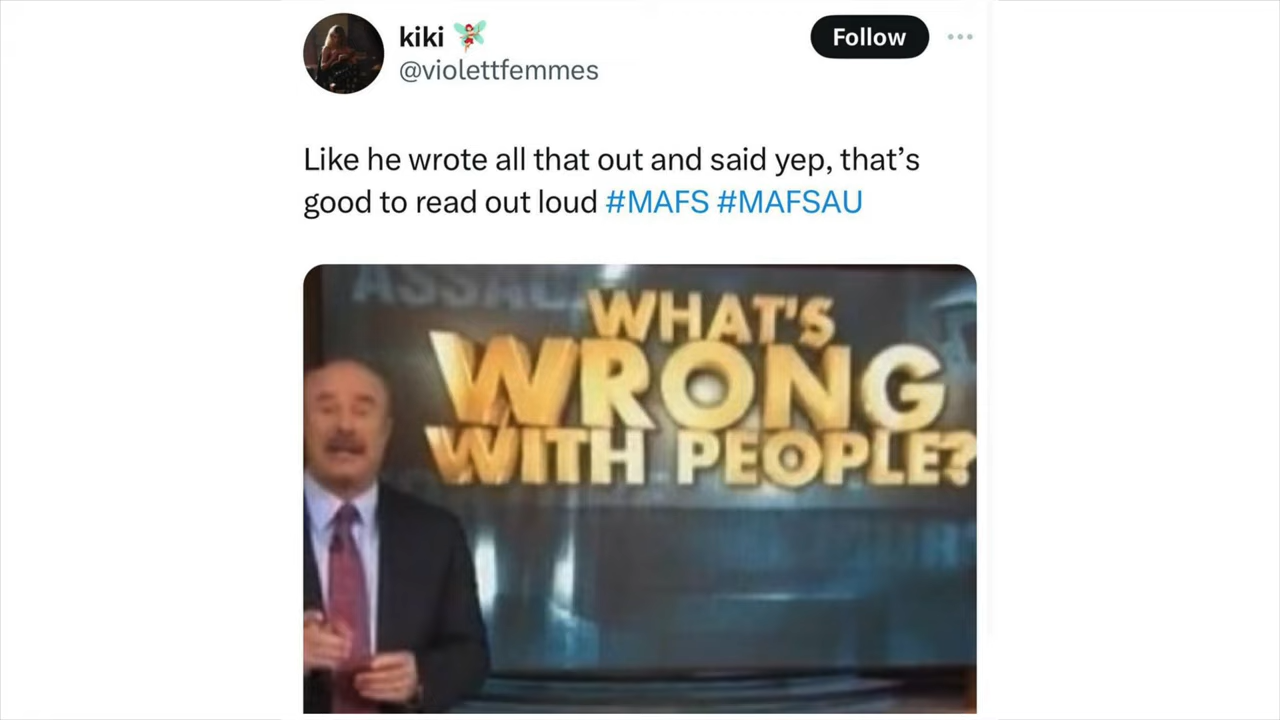 kiki
@violettfemmes
Follow
Like he wrote all that out and said yep, that’s
good to read out loud #MAFS #MAFSAU
WHAT'S
WRONG
WITH PEOPLE?